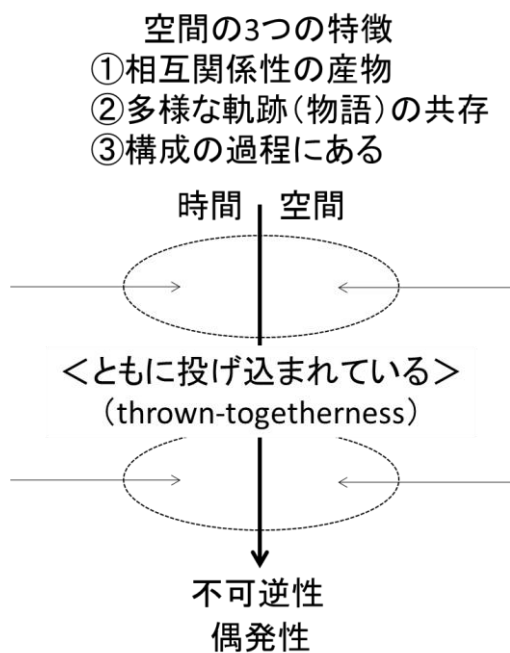 空間の3つの特徴
①相互関係性の産物
②多様な軌跡(物語)の共存
③構成の過程にある
時間 空間
<ともに投げ込まれている>
(thrown-togetherness)
不可逆性
偶発性